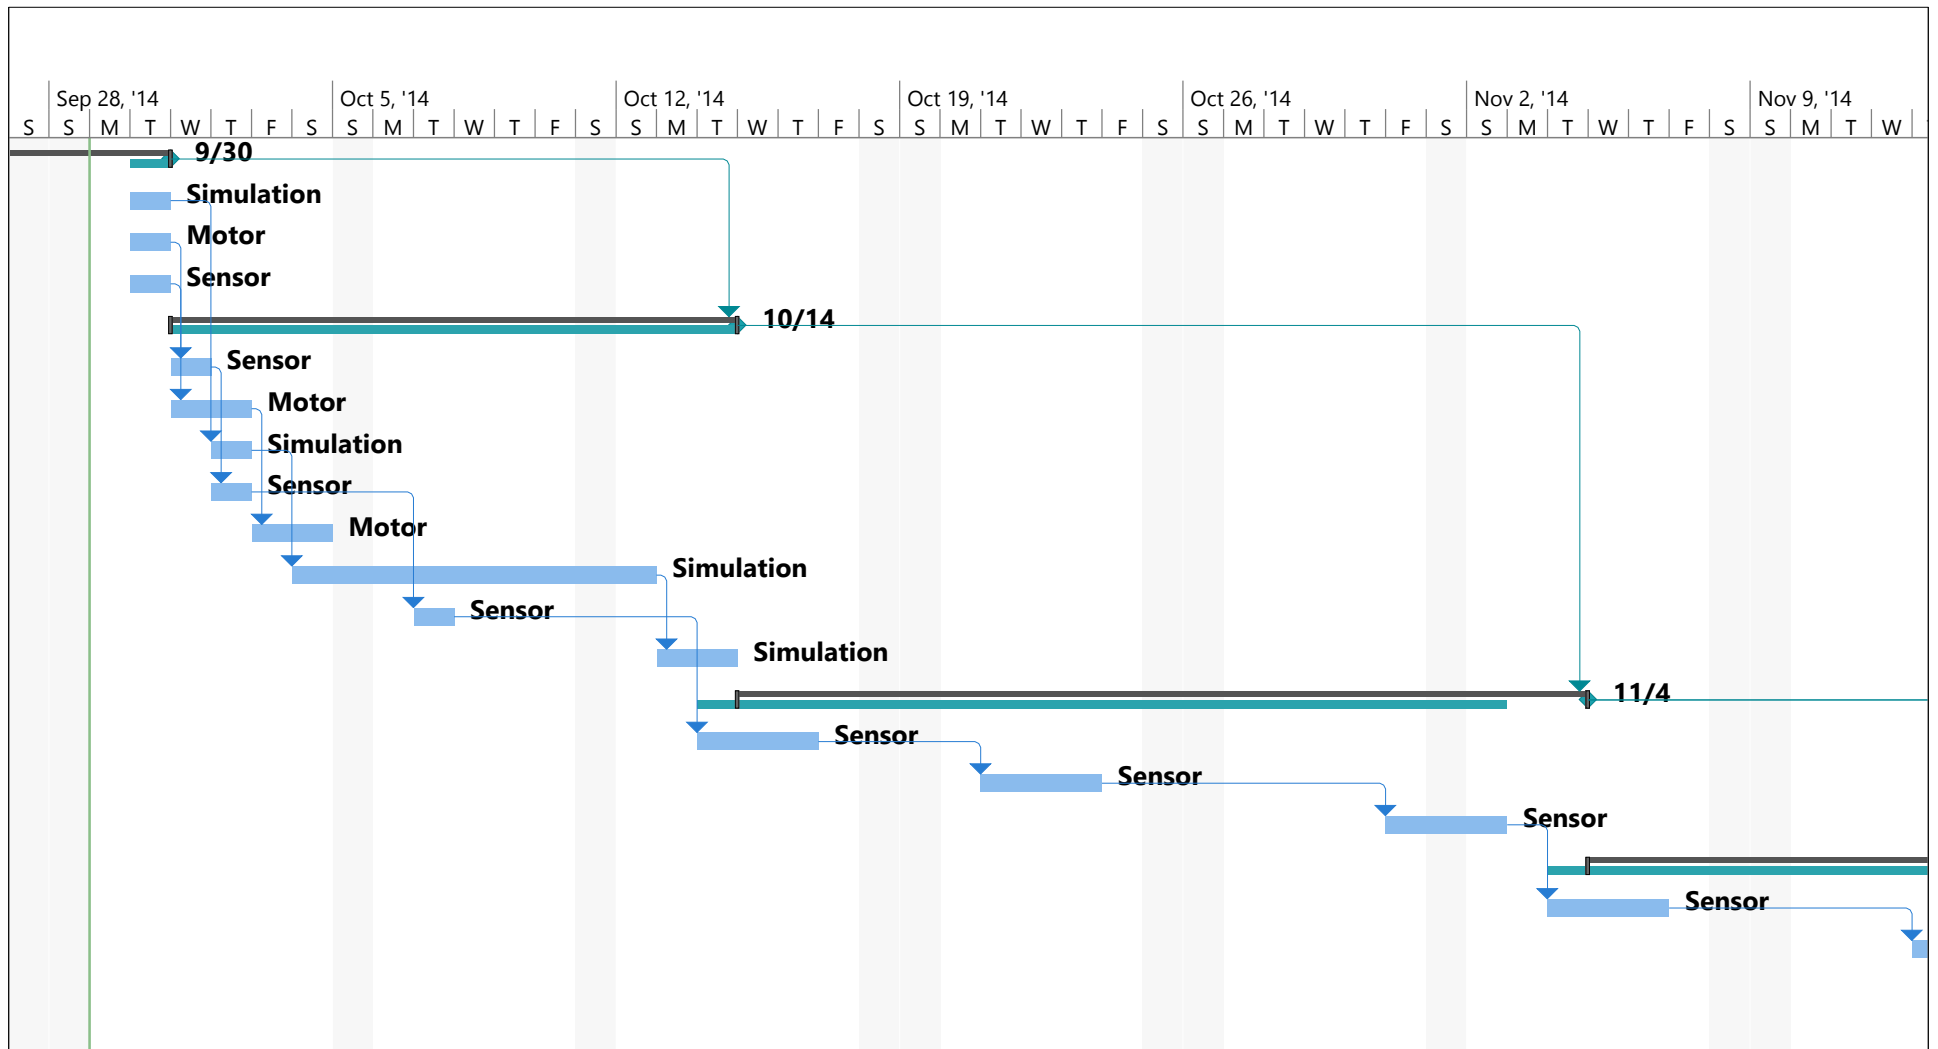 Sep 28, '14 Oct 5, '14 Oct 12, '14 Oct 19, '14 Oct 26, '14 Nov 2, '14 Nov 9, '14
S S M T W T F S S M T W T F S S M T W T F S S M T W T F S S M T W T F S S M T W T F S S M T W
9/30
Simulation
Motor
Sensor
10/14
Sensor
Motor
Simulation
Sensor
Motor
Simulation
Sensor
Simulation
11/4
Sensor
Sensor
Sensor
Sensor